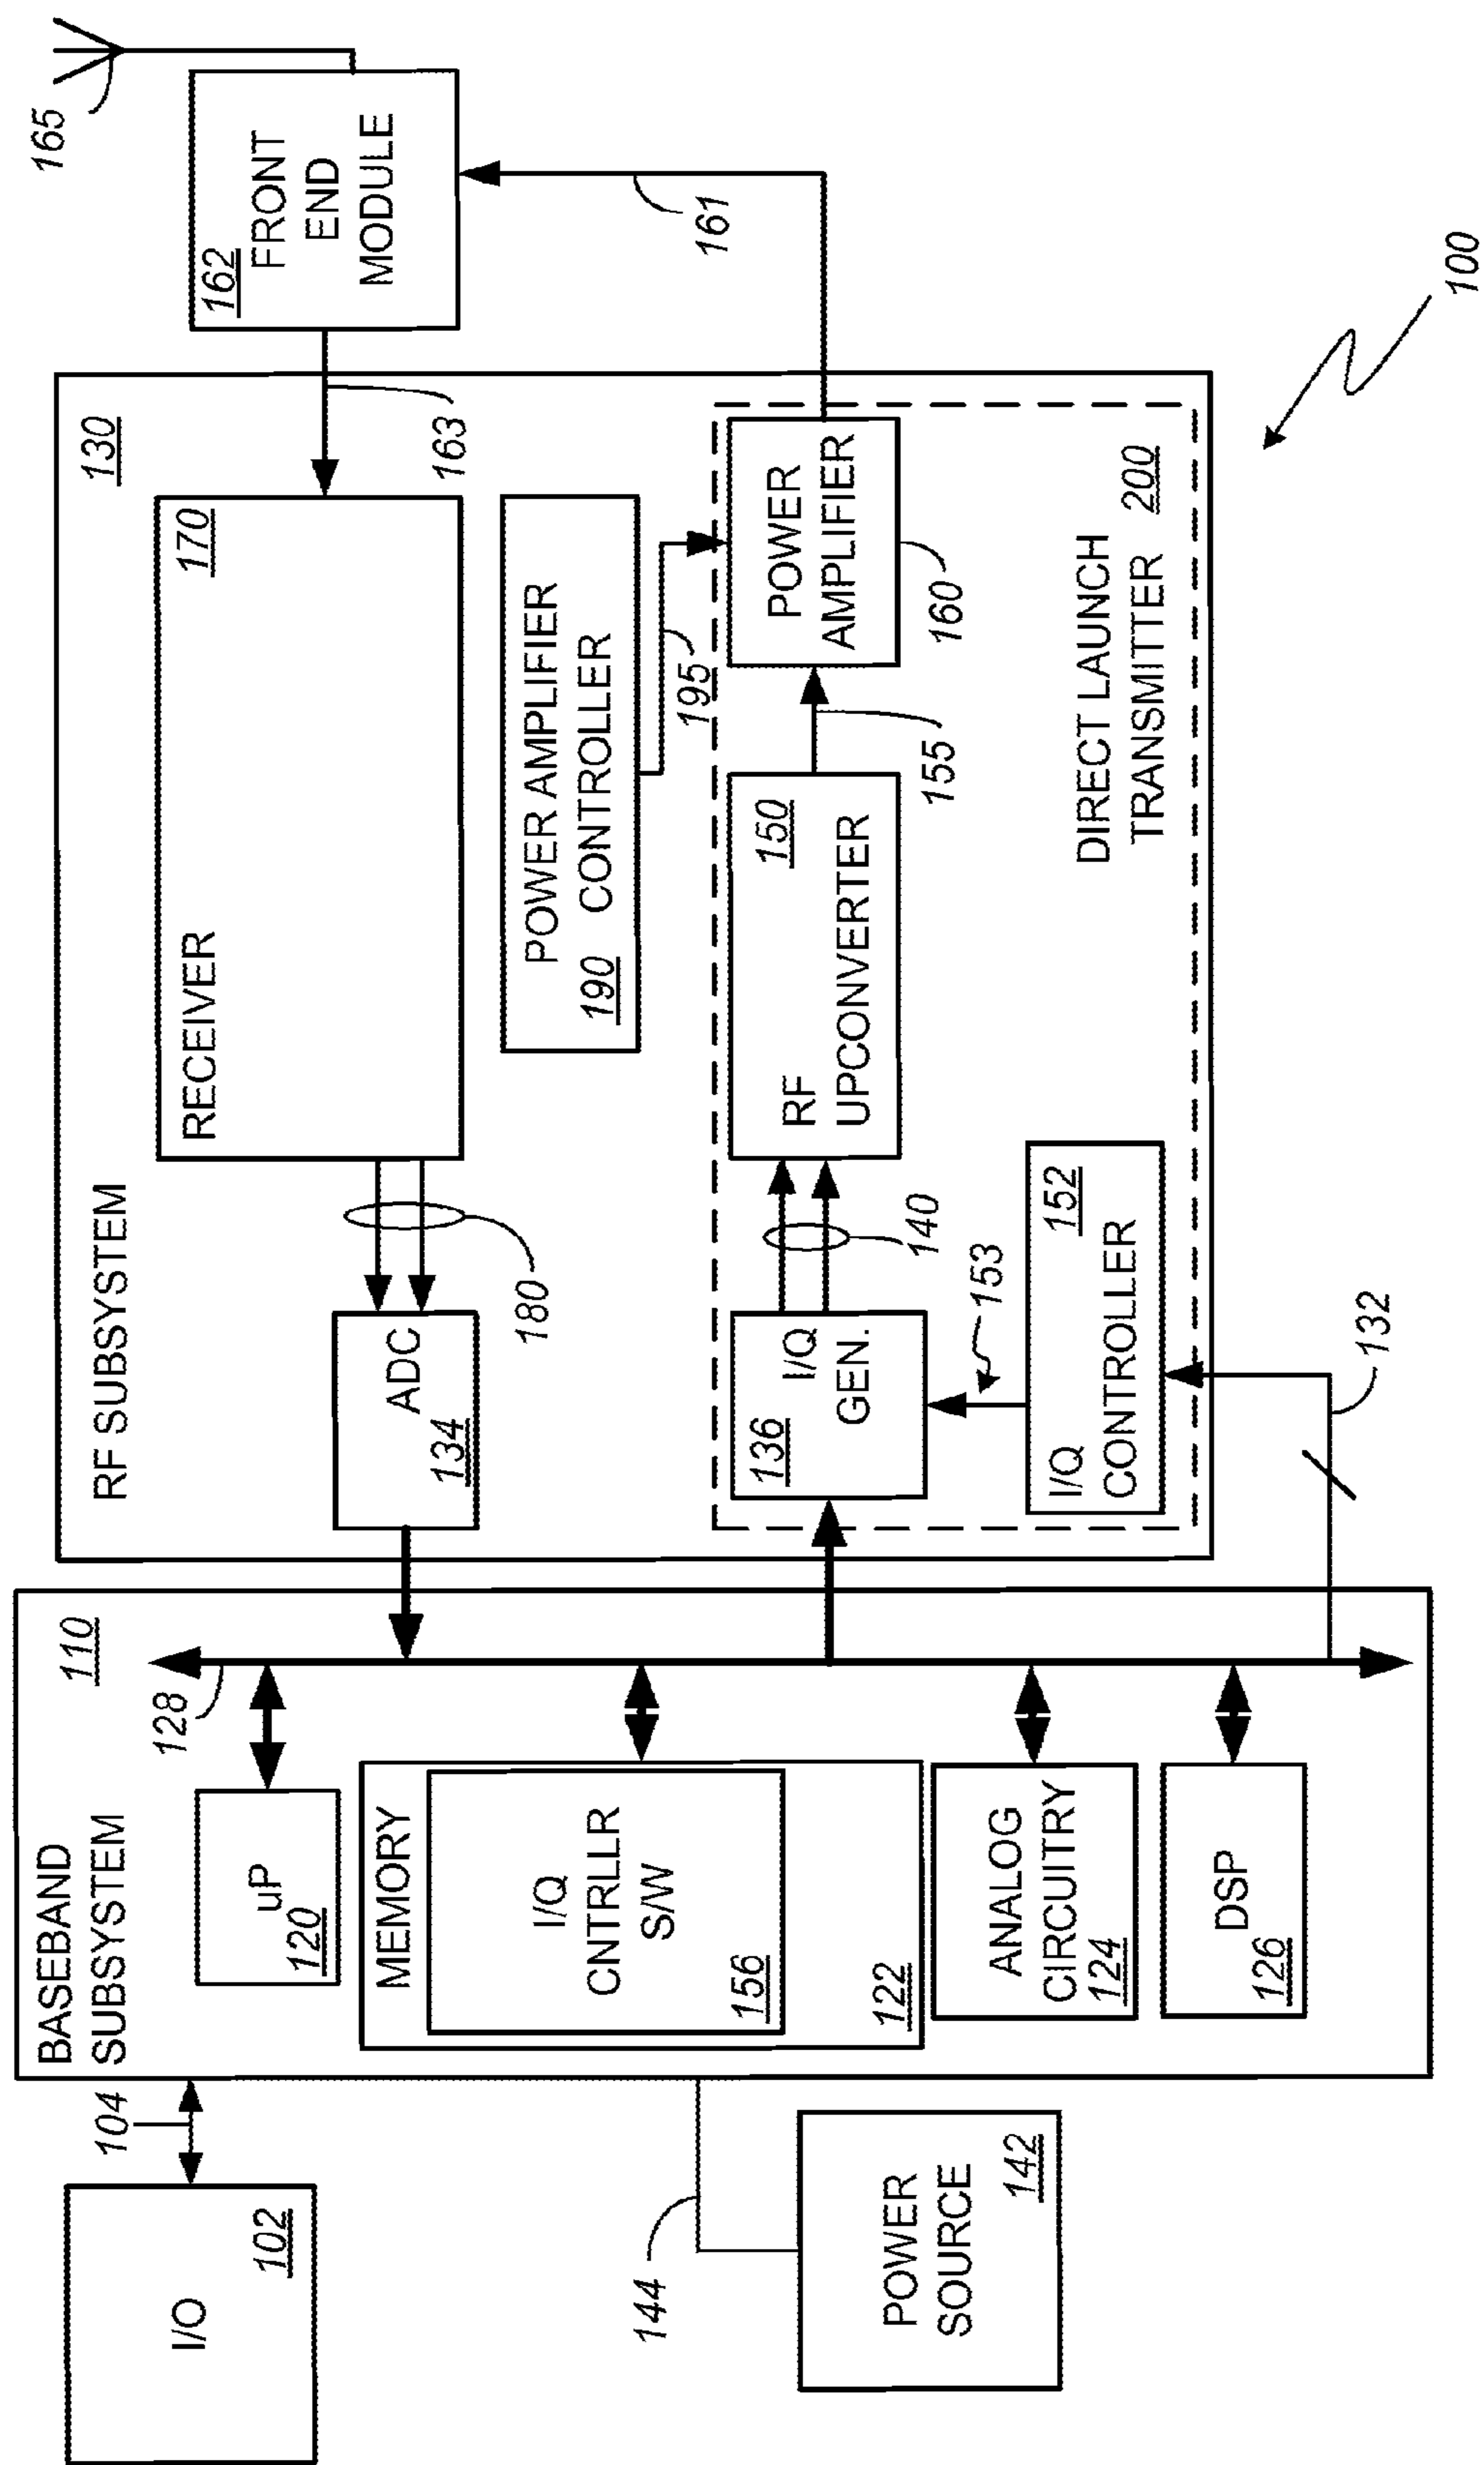 I/O
102
104
POWER
SOURCE
142
144
BASEBAND
SUBSYSTEM
110
128
uP
120
MEMORY
I/Q
CNTRLLR
S/W
156
122
ANALOG
CIRCUITRY
124
DSP
126
RF SUBSYSTEM
130
RECEIVER
170
ADC
134
180
163
POWER AMPLIFIER
190 CONTROLLER
195
136
I/Q
GEN.
140
RF
150
UPCONVERTER
155
POWER
AMPLIFIER
160
153
I/Q
152
CONTROLLER
132
DIRECT LAUNCH
TRANSMITTER 200
162
FRONT
END
MODULE
165
161
100